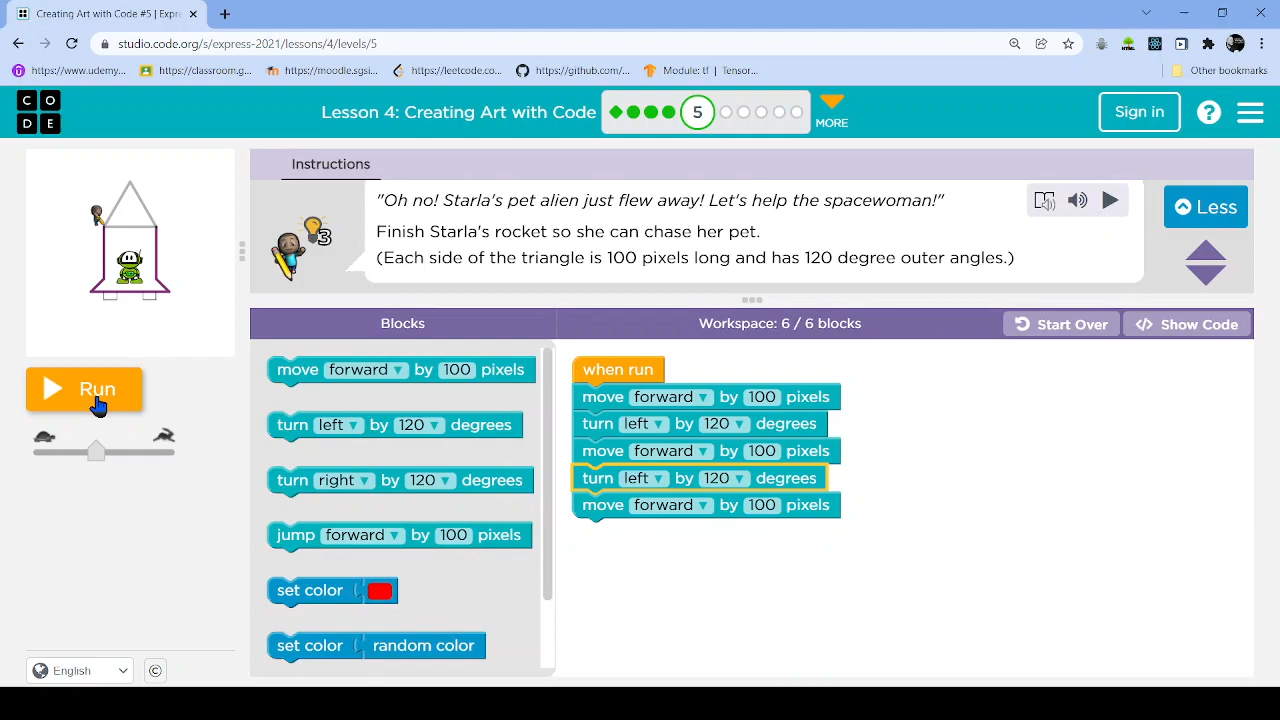 Creating Art with Code #5 | Expr
studio.code.org/s/express-2021/lessons/4/levels/5
https://www.udemy...
https://classroom.g...
https://moodle.sgsi...
https://leetcode.co...
https://github.com/...
Module: tf | Tensor...
Other bookmarks
C O
D E
Lesson 4: Creating Art with Code
5
MORE
Sign in
?
Instructions
"Oh no! Starla's pet alien just flew away! Let's help the spacewoman!"
Finish Starla's rocket so she can chase her pet.
(Each side of the triangle is 100 pixels long and has 120 degree outer angles.)
3
Less
Blocks
Workspace: 6 / 6 blocks
Start Over
Show Code
Run
move forward by 100 pixels
turn left by 120 degrees
turn right by 120 degrees
jump forward by 100 pixels
set color
set color random color
when run
move forward by 100 pixels
turn left by 120 degrees
move forward by 100 pixels
turn left by 120 degrees
move forward by 100 pixels
English
©